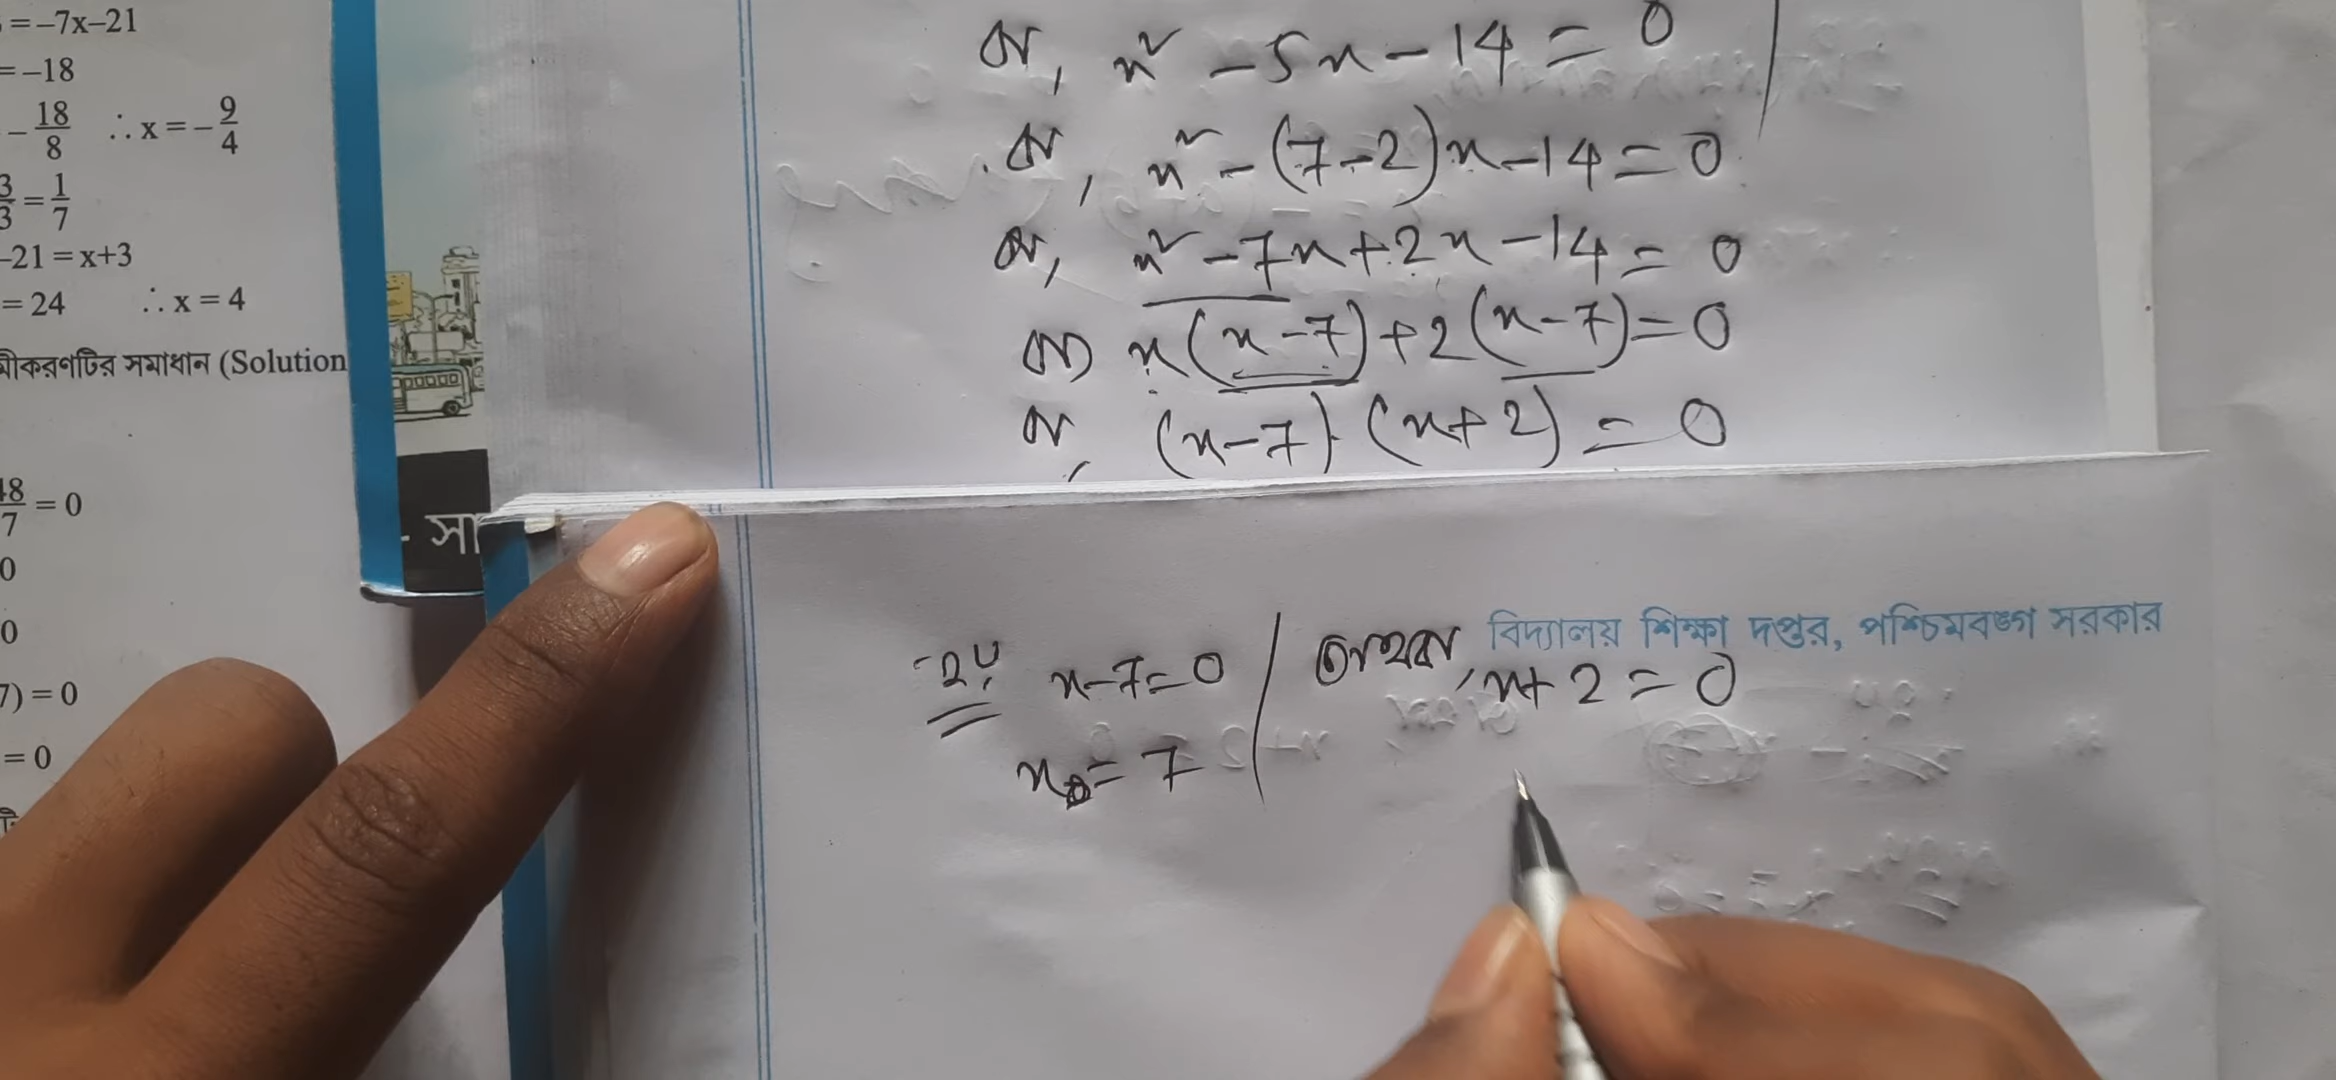 =–7x–21
=–18
–18/8 ∴x=–9/4
3/3=1/7
–21=x+3
=24 ∴x=4
সমাধান (Solution
48/7=0
0
0
7)=0
=0
সা
বা, x² – 5x – 14 = 0
বা, x² – (7–2)x – 14 = 0
বা, x² – 7x + 2x – 14 = 0
বা, x(x–7) + 2(x–7) = 0
বা, (x–7) (x+2) = 0
বিদ্যালয় শিক্ষা দপ্তর, পশ্চিমবঙ্গ সরকার
হয় x–7=0 অথবা, x+2=0
x = 7